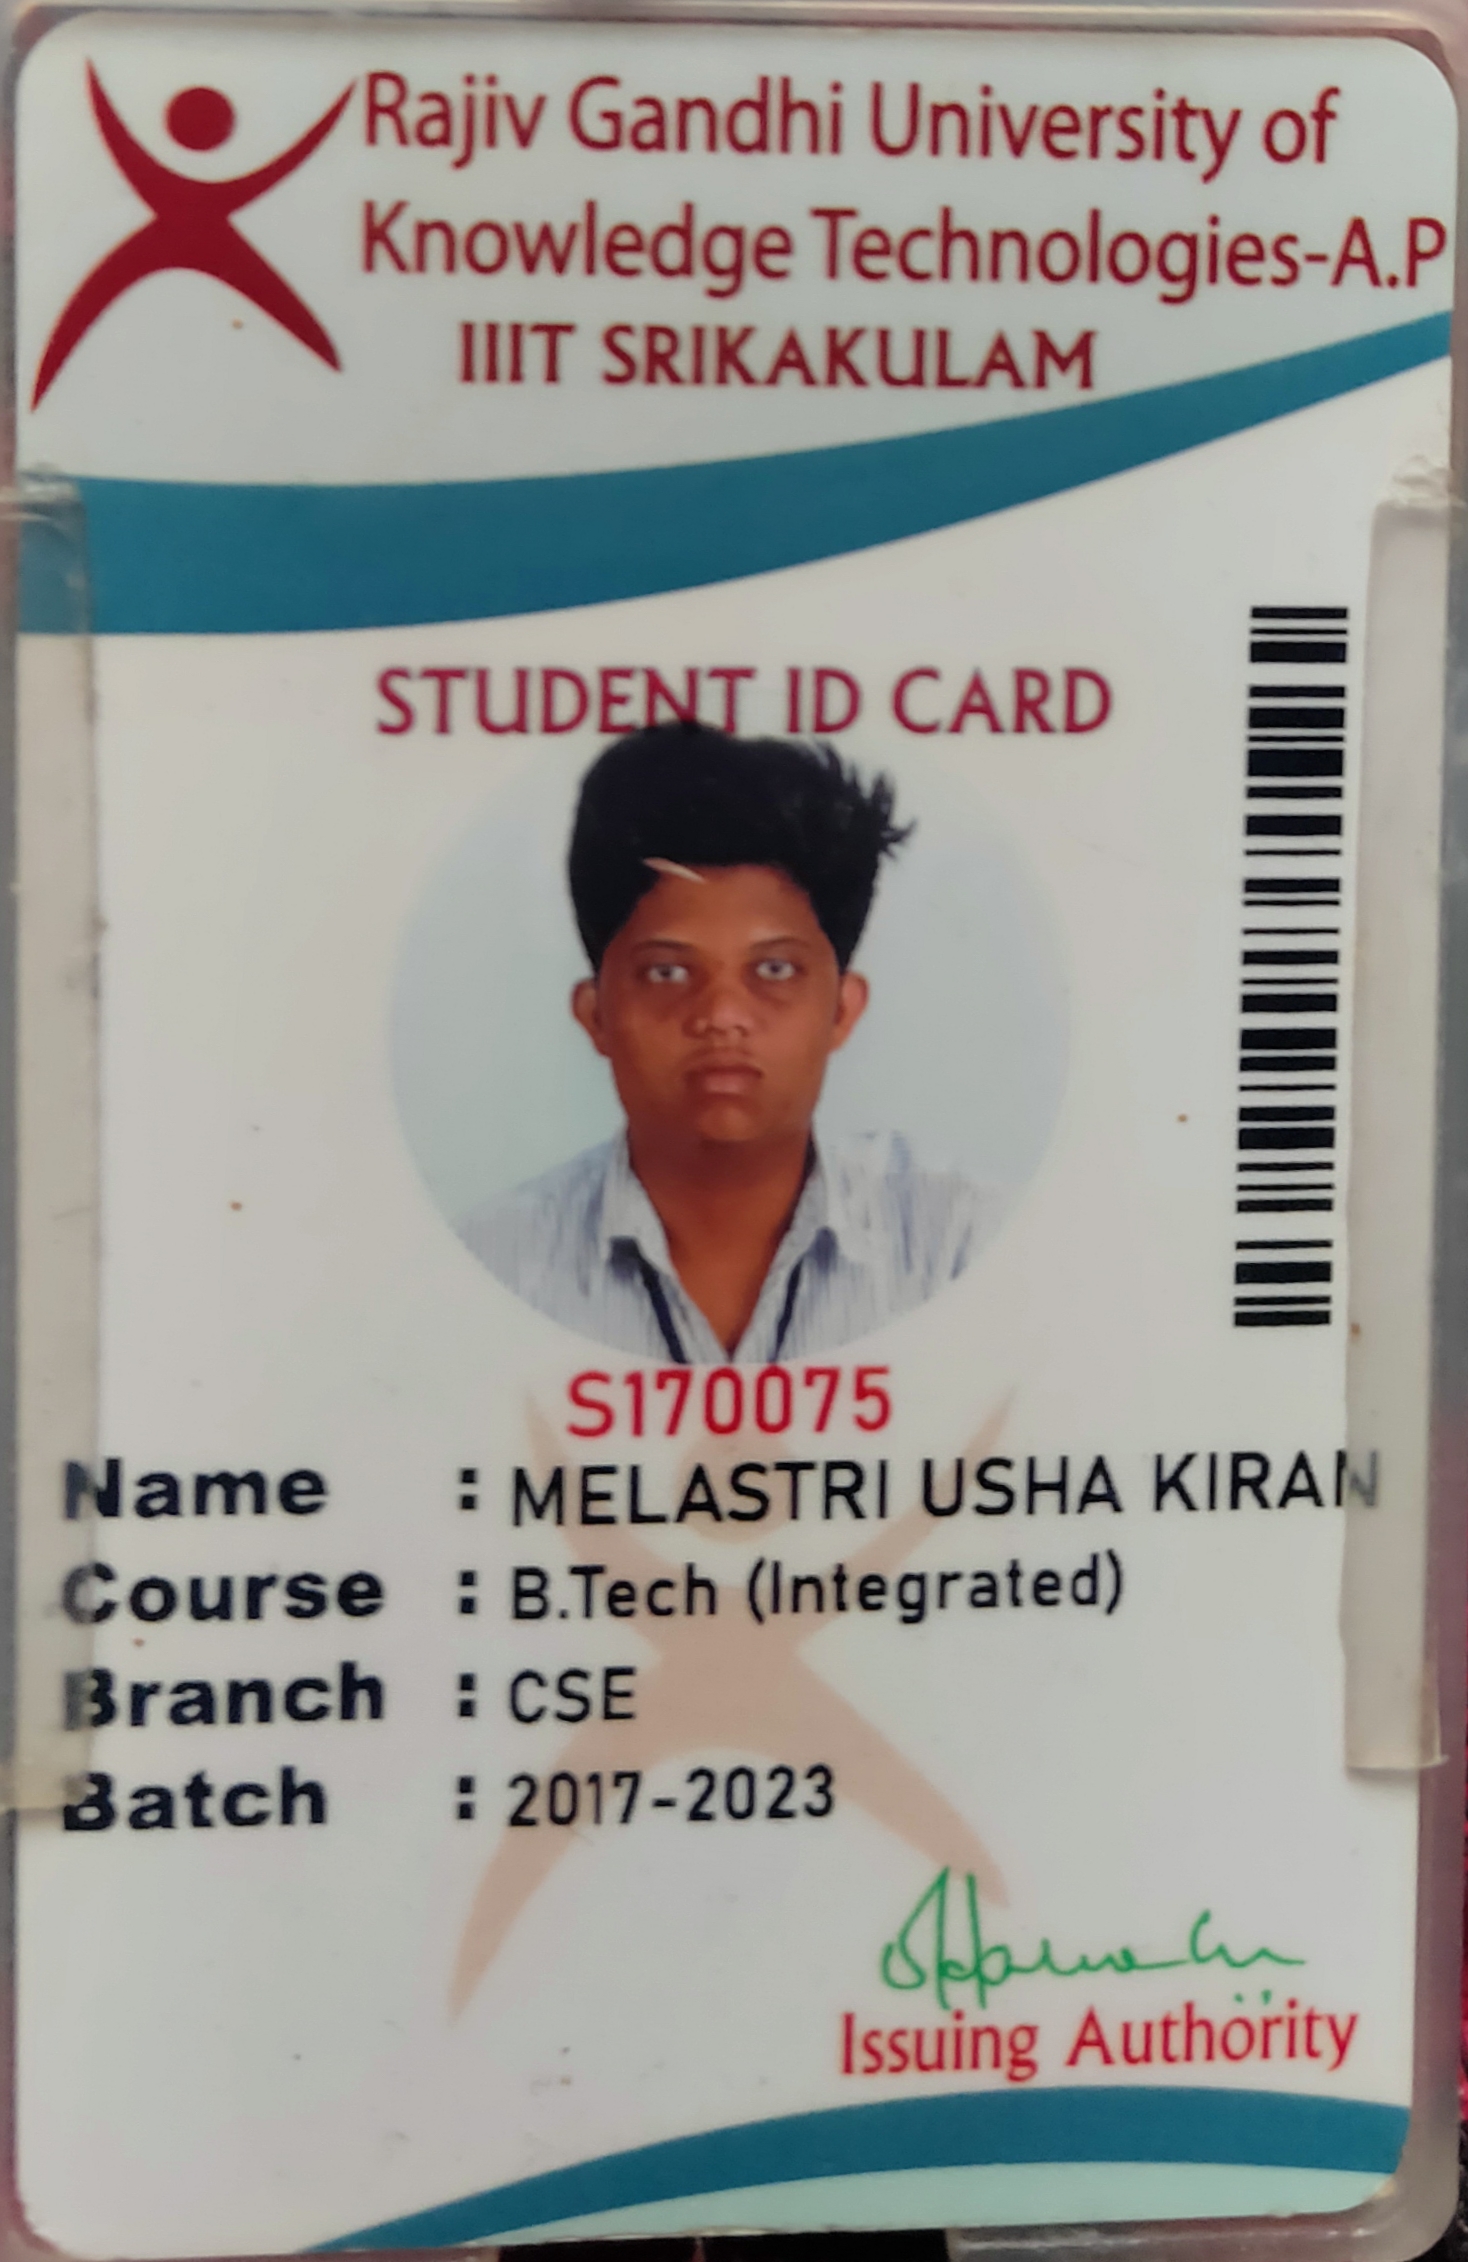 Rajiv Gandhi University of
Knowledge Technologies-A.P
IIIT SRIKAKULAM
STUDENT ID CARD
S170075
Name : MELASTRI USHA KIRAN
Course : B.Tech (Integrated)
Branch : CSE
Batch : 2017-2023
Issuing Authority